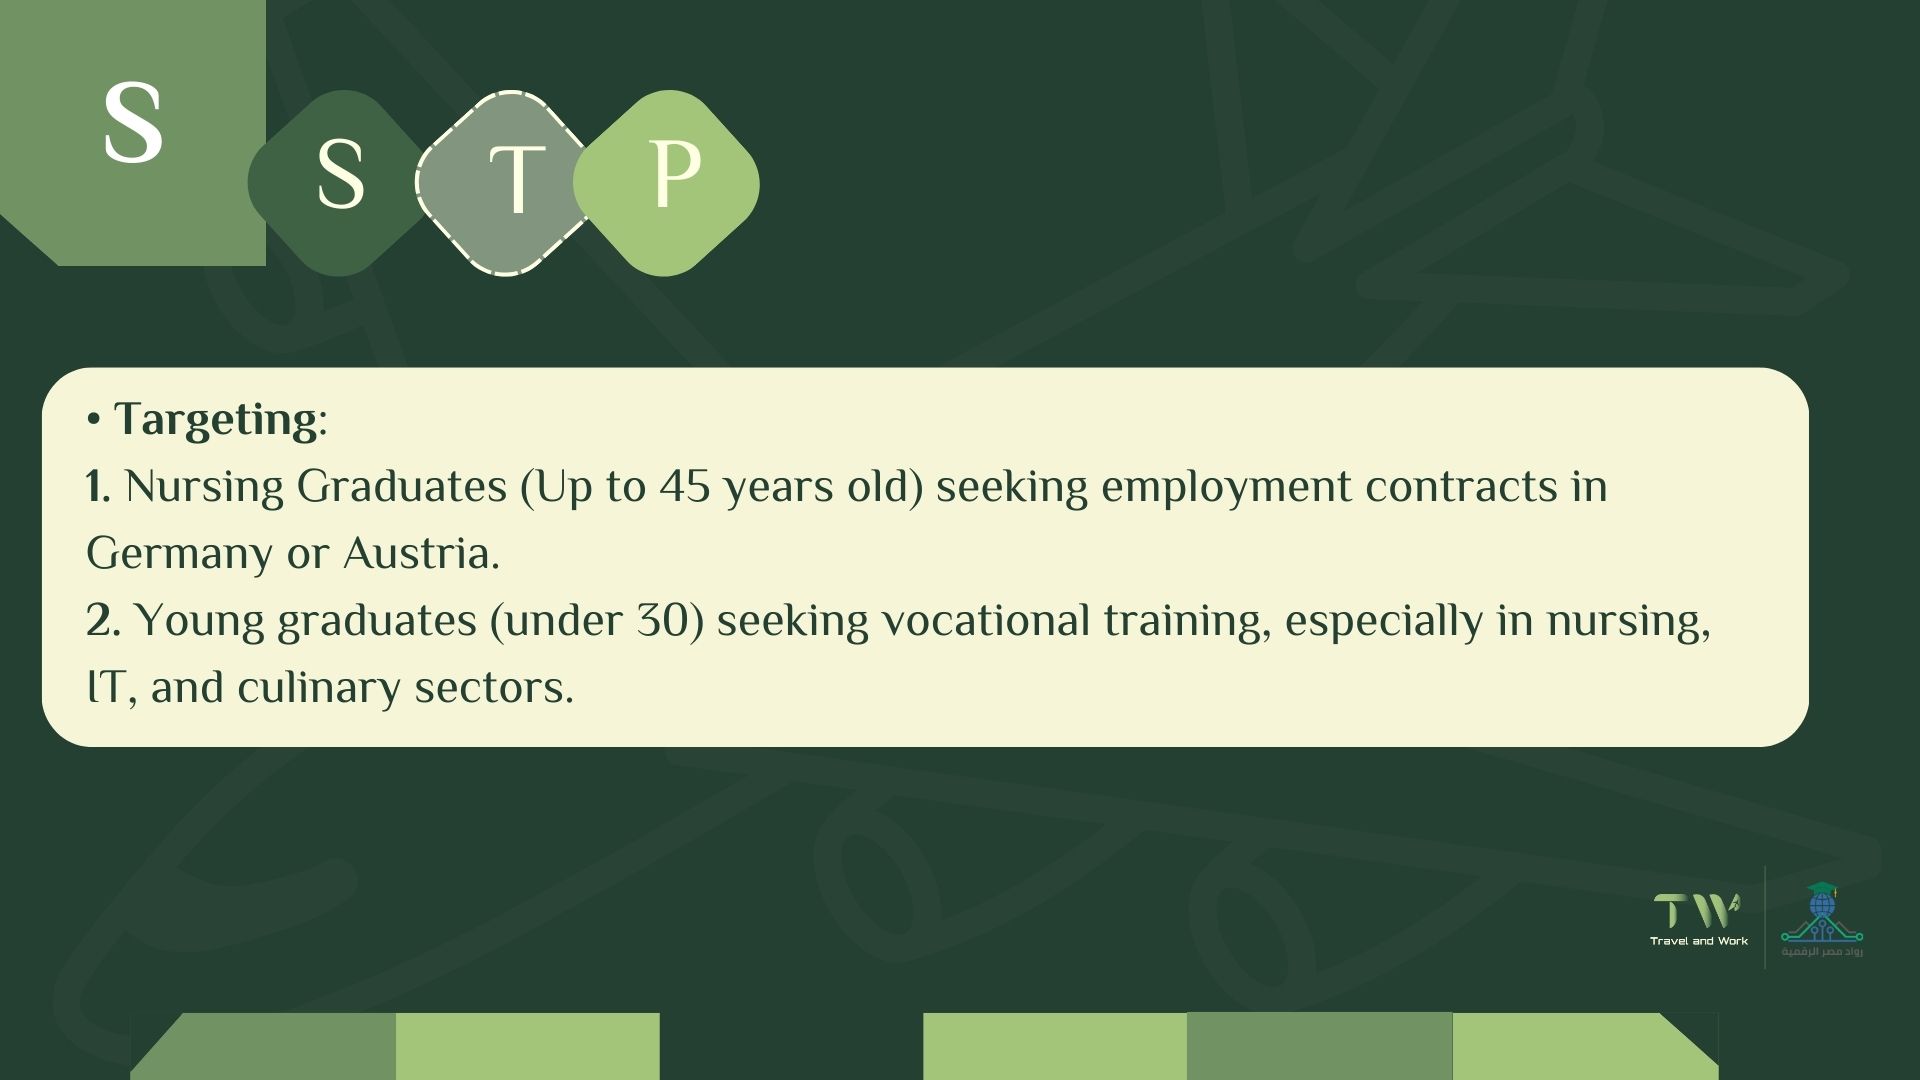 S
S T P
• Targeting:
1. Nursing Graduates (Up to 45 years old) seeking employment contracts in
Germany or Austria.
2. Young graduates (under 30) seeking vocational training, especially in nursing,
IT, and culinary sectors.
TW
Travel and Work
رواد مصر الرقمية